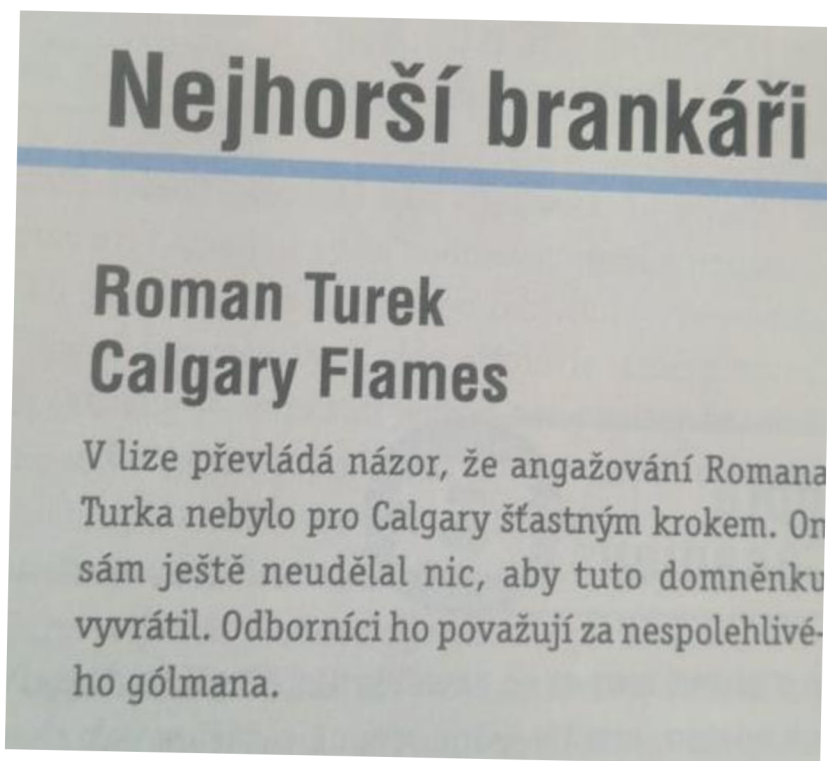 Nejhorší brankáři
Roman Turek
Calgary Flames
V lize převládá názor, že angažování Romana
Turka nebylo pro Calgary šťastným krokem. On
sám ještě neudělal nic, aby tuto domněnku
vyvrátil. Odborníci ho považují za nespolehlivé-
ho gólmana.